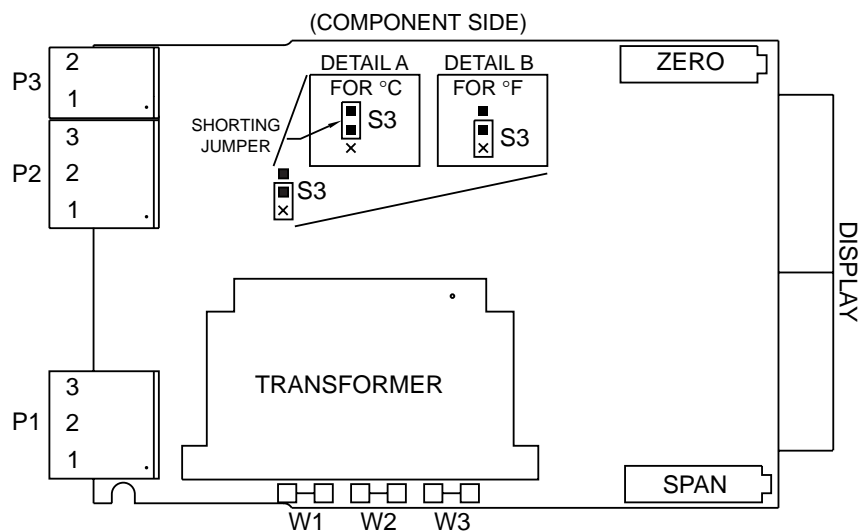 (COMPONENT SIDE)
P3
2
1
DETAIL A
FOR °C
S3
DETAIL B
FOR °F
S3
ZERO
SHORTING
JUMPER
P2
3
2
1
S3
DISPLAY
TRANSFORMER
P1
3
2
1
SPAN
W1 W2 W3